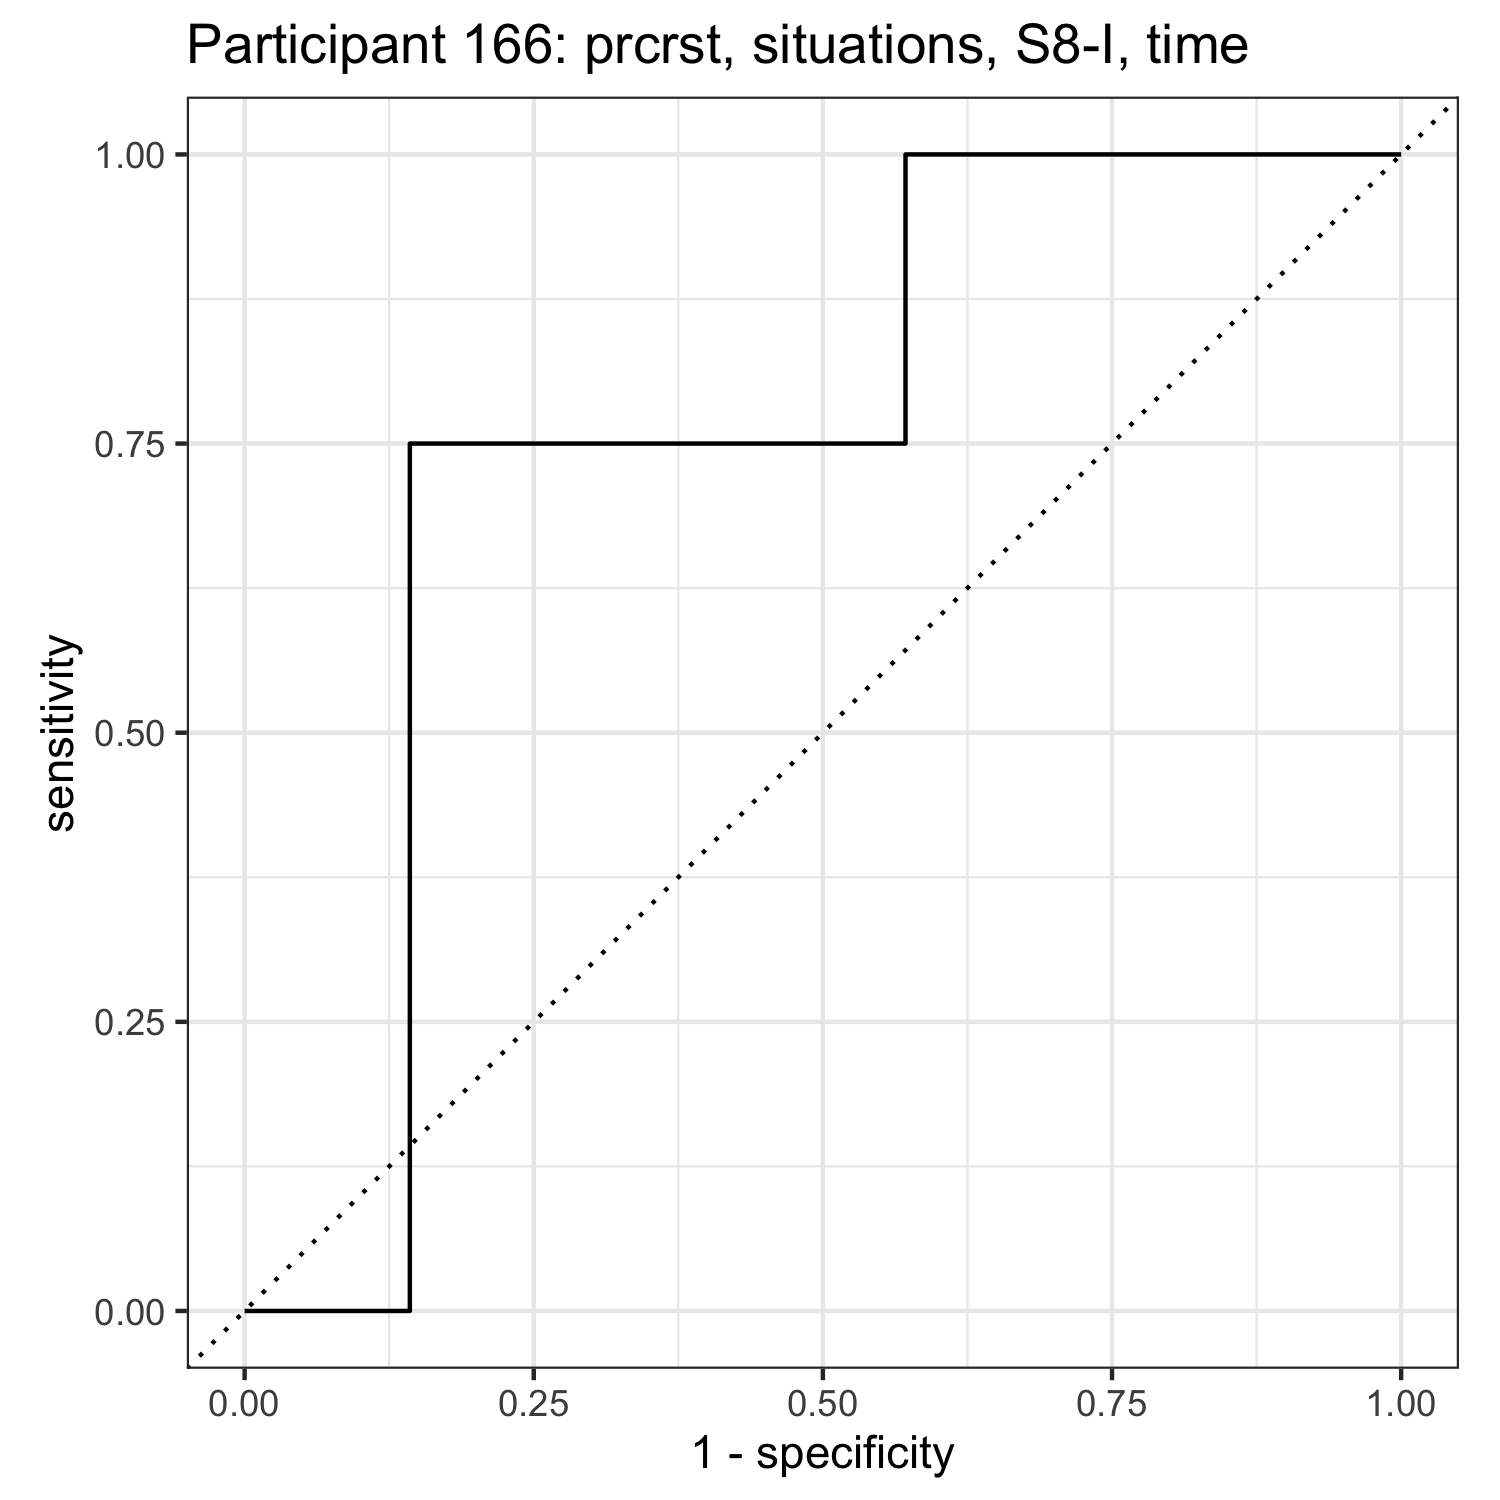 Participant 166: prcrst, situations, S8-I, time
1.00
0.75
0.50
0.25
0.00
sensitivity
0.00 0.25 0.50 0.75 1.00
1 - specificity